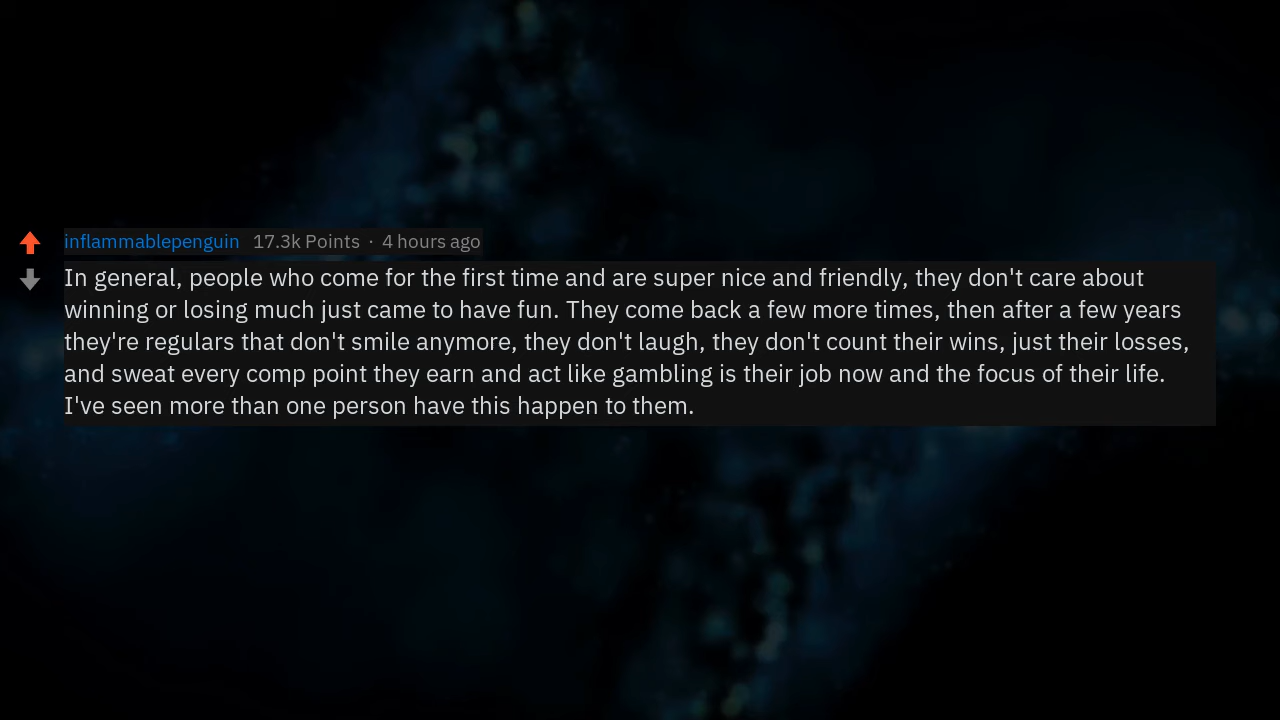 inflammablepenguin 17.3k Points · 4 hours ago
In general, people who come for the first time and are super nice and friendly, they don't care about
winning or losing much just came to have fun. They come back a few more times, then after a few years
they're regulars that don't smile anymore, they don't laugh, they don't count their wins, just their losses,
and sweat every comp point they earn and act like gambling is their job now and the focus of their life.
I've seen more than one person have this happen to them.